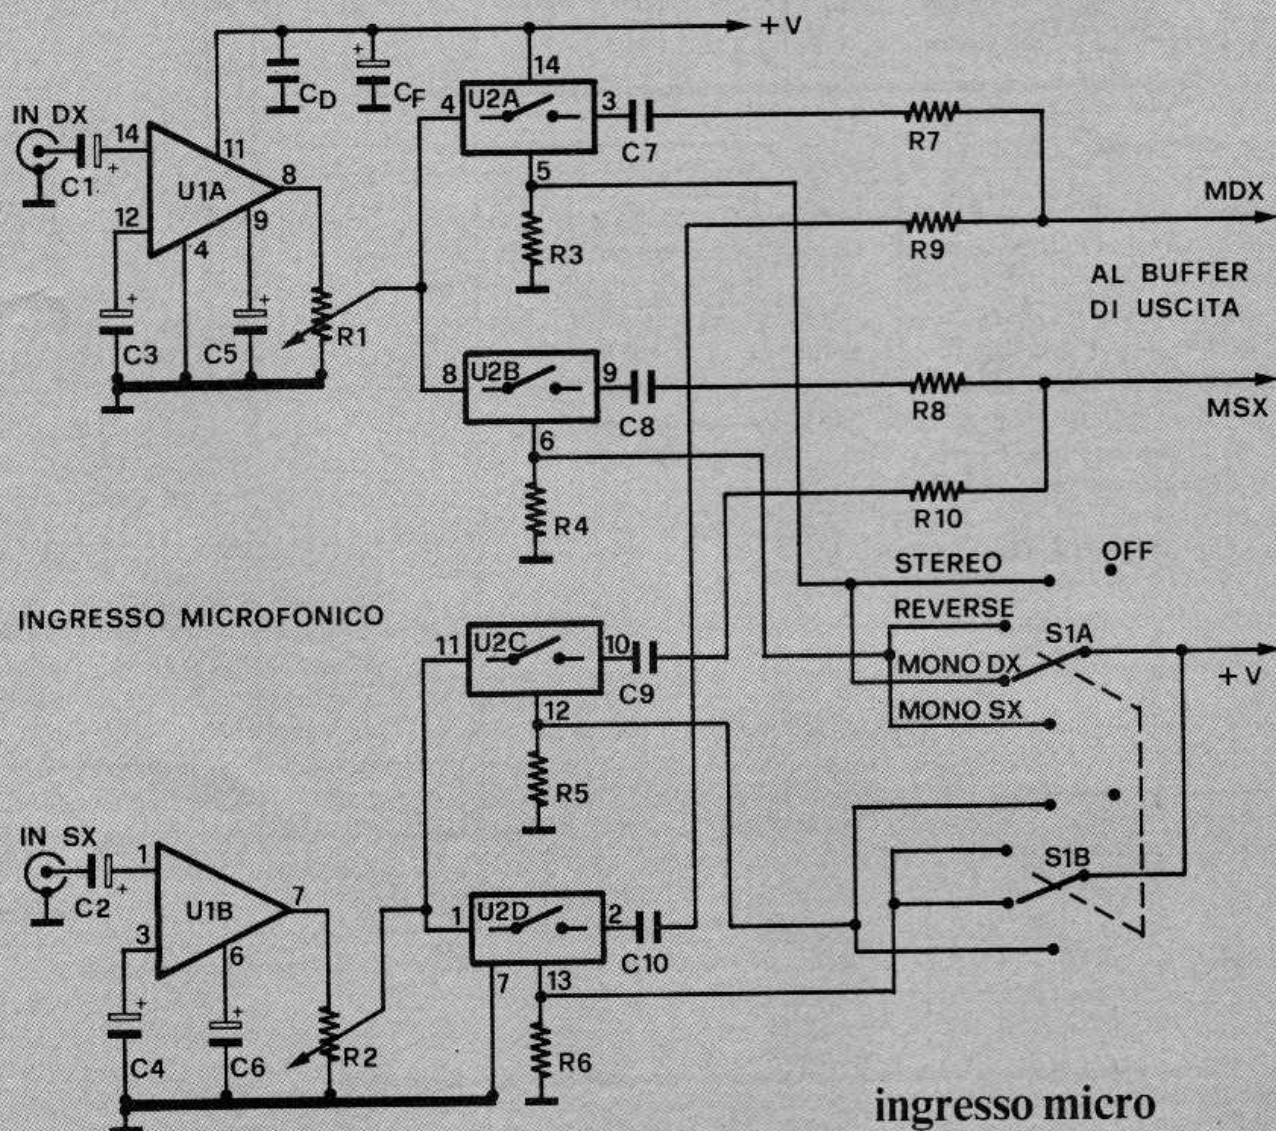 + V
14
U2A
4
3
CD
CF
IN DX
14
11
C1
+
U1A
8
12
9
4
5
C7
R7
MDX
R3
R9
AL BUFFER
DI USCITA
+
+
C3
C5
R1
8
U2B
9
C8
R8
MSX
6
R4
R10
STEREO
OFF
INGRESSO MICROFONICO
REVERSE
S1A
11
U2C
10
MONO DX
+ V
C9
MONO SX
12
R5
IN SX
1
C2
+
U1B
7
3
6
1
U2D
2
S1B
C10
7
13
+
+
C4
C6
R2
R6
ingresso micro